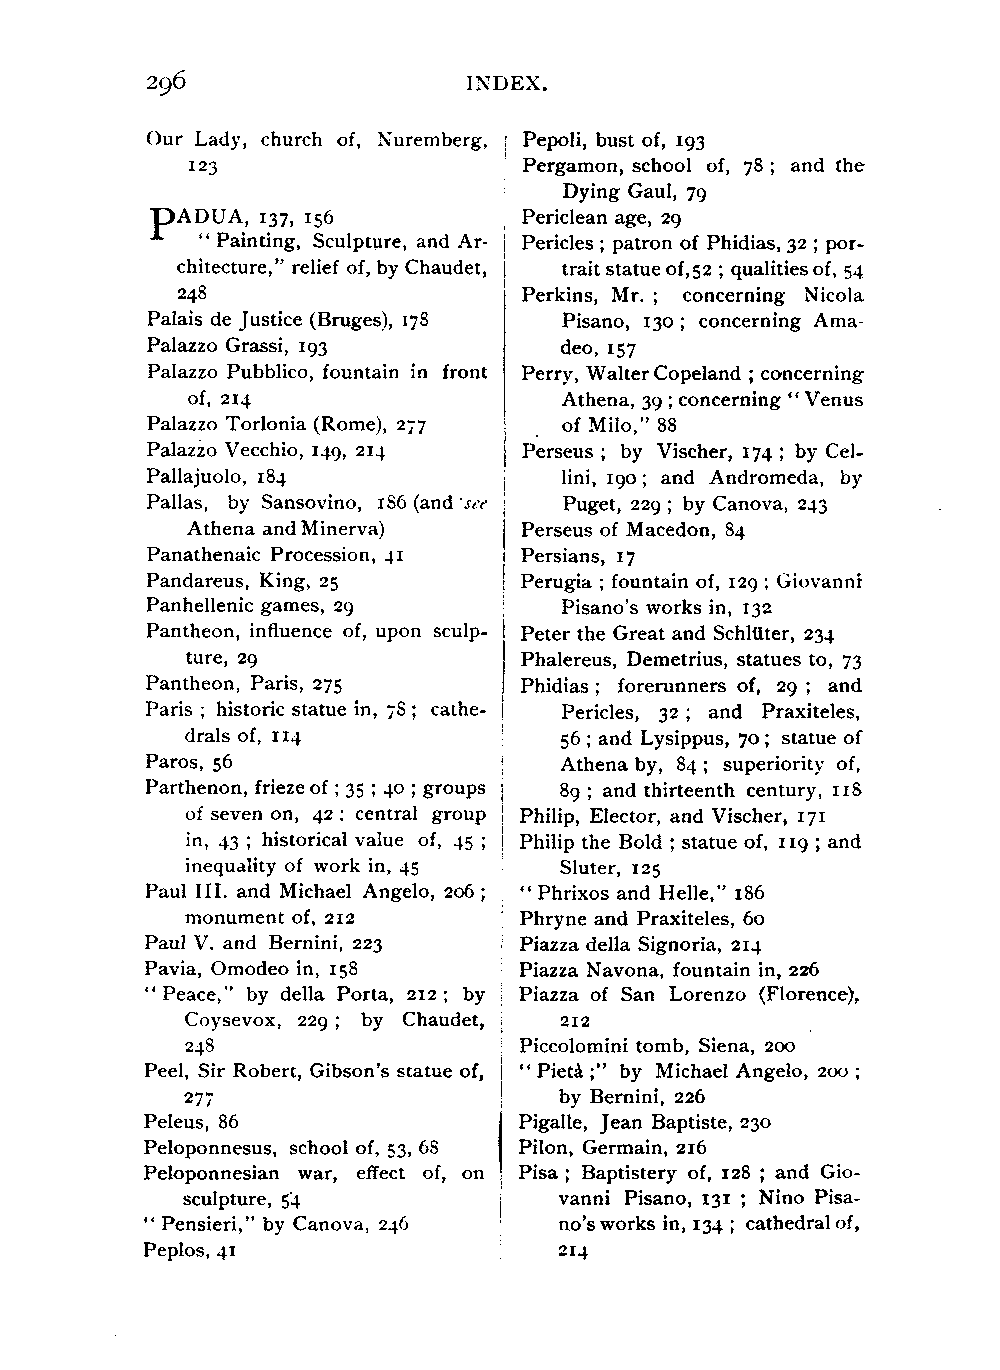 296 INDEX.
Our Lady, church of, Nuremberg,
123
PADUA, 137, 156
"Painting, Sculpture, and Ar-
chitecture," relief of, by Chaudet,
248
Palais de Justice (Bruges), 178
Palazzo Grassi, 193
Palazzo Pubblico, fountain in front
of, 214
Palazzo Torlonia (Rome), 277
Palazzo Vecchio, 149, 214
Pallajuolo, 184
Pallas, by Sansovino, 186 (and see
Athena and Minerva)
Panathenaic Procession, 41
Pandareus, King, 25
Panhellenic games, 29
Pantheon, influence of, upon sculp-
ture, 29
Pantheon, Paris, 275
Paris ; historic statue in, 78 ; cathe-
drals of, 114
Paros, 56
Parthenon, frieze of ; 35 ; 40 ; groups
of seven on, 42 : central group
in, 43 ; historical value of, 45 ;
inequality of work in, 45
Paul III. and Michael Angelo, 206 ;
monument of, 212
Paul V. and Bernini, 223
Pavia, Omodeo in, 158
"Peace," by della Porta, 212 ; by
Coysevox, 229 ; by Chaudet,
248
Peel, Sir Robert, Gibson's statue of,
277
Peleus, 86
Peloponnesus, school of, 53, 68
Peloponnesian war, effect of, on
sculpture, 54
"Pensieri," by Canova, 246
Peplos, 41
Pepoli, bust of, 193
Pergamon, school of, 78 ; and the
Dying Gaul, 79
Periclean age, 29
Pericles ; patron of Phidias, 32 ; por-
trait statue of, 52 ; qualities of, 54
Perkins, Mr. ; concerning Nicola
Pisano, 130 ; concerning Ama-
deo, 157
Perry, Walter Copeland ; concerning
Athena, 39 ; concerning "Venus
of Milo," 88
Perseus ; by Vischer, 174 ; by Cel-
lini, 190 ; and Andromeda, by
Puget, 229 ; by Canova, 243
Perseus of Macedon, 84
Persians, 17
Perugia ; fountain of, 129 ; Giovanni
Pisano's works in, 132
Peter the Great and Schlüter, 234
Phalereus, Demetrius, statues to, 73
Phidias ; forerunners of, 29 ; and
Pericles, 32 ; and Praxiteles,
56 ; and Lysippus, 70 ; statue of
Athena by, 84 ; superiority of,
89 ; and thirteenth century, 118
Philip, Elector, and Vischer, 171
Philip the Bold ; statue of, 119 ; and
Sluter, 125
"Phrixos and Helle," 186
Phryne and Praxiteles, 60
Piazza della Signoria, 214
Piazza Navona, fountain in, 226
Piazza of San Lorenzo (Florence),
212
Piccolomini tomb, Siena, 200
"Pietà ;" by Michael Angelo, 200 ;
by Bernini, 226
Pigalle, Jean Baptiste, 230
Pilon, Germain, 216
Pisa ; Baptistery of, 128 ; and Gio-
vanni Pisano, 131 ; Nino Pisa-
no's works in, 134 ; cathedral of,
214